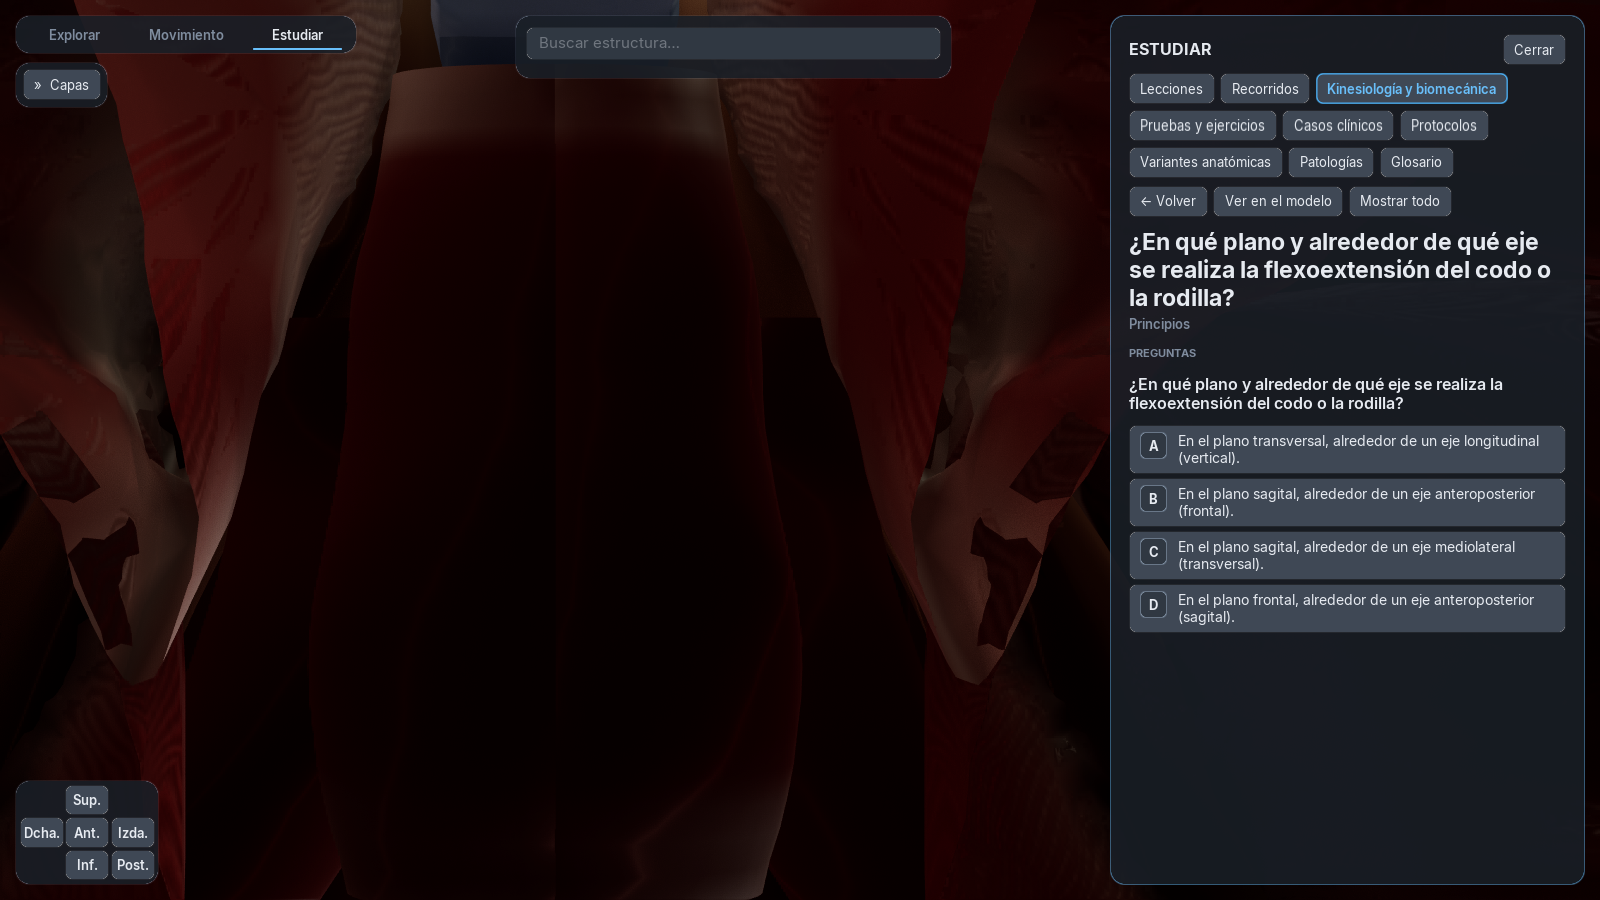 Explorar
Movimiento
Estudiar
» Capas
Buscar estructura...
ESTUDIAR
Cerrar
Lecciones
Recorridos
Kinesiología y biomecánica
Pruebas y ejercicios
Casos clínicos
Protocolos
Variantes anatómicas
Patologías
Glosario
← Volver
Ver en el modelo
Mostrar todo
¿En qué plano y alrededor de qué eje
se realiza la flexoextensión del codo o
la rodilla?
Principios
PREGUNTAS
¿En qué plano y alrededor de qué eje se realiza la
flexoextensión del codo o la rodilla?
A
En el plano transversal, alrededor de un eje longitudinal
(vertical).
B
En el plano sagital, alrededor de un eje anteroposterior
(frontal).
C
En el plano sagital, alrededor de un eje mediolateral
(transversal).
D
En el plano frontal, alrededor de un eje anteroposterior
(sagital).
Sup.
Dcha.
Ant.
Izda.
Inf.
Post.